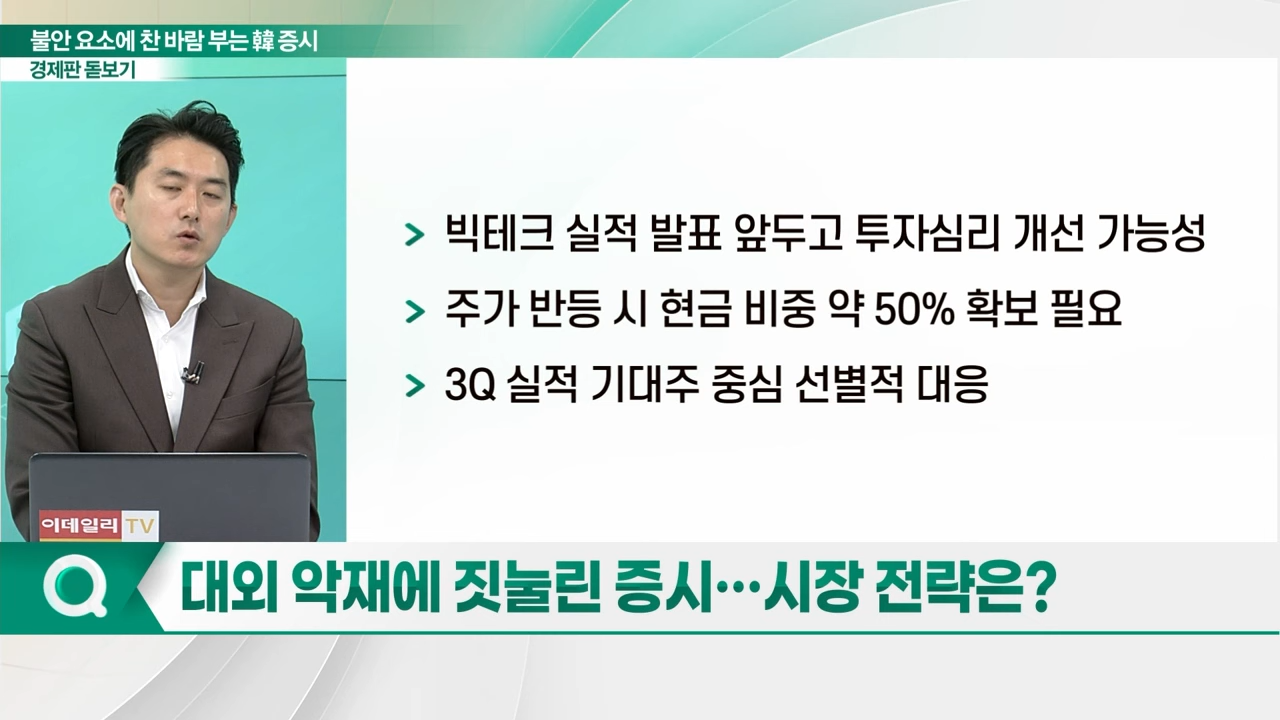 불안 요소에 찬 바람 부는 韓 증시
경제판 돋보기
> 빅테크 실적 발표 앞두고 투자심리 개선 가능성
> 주가 반등 시 현금 비중 약 50% 확보 필요
> 3Q 실적 기대주 중심 선별적 대응
이데일리 TV
Q 대외 악재에 짓눌린 증시…시장 전략은?